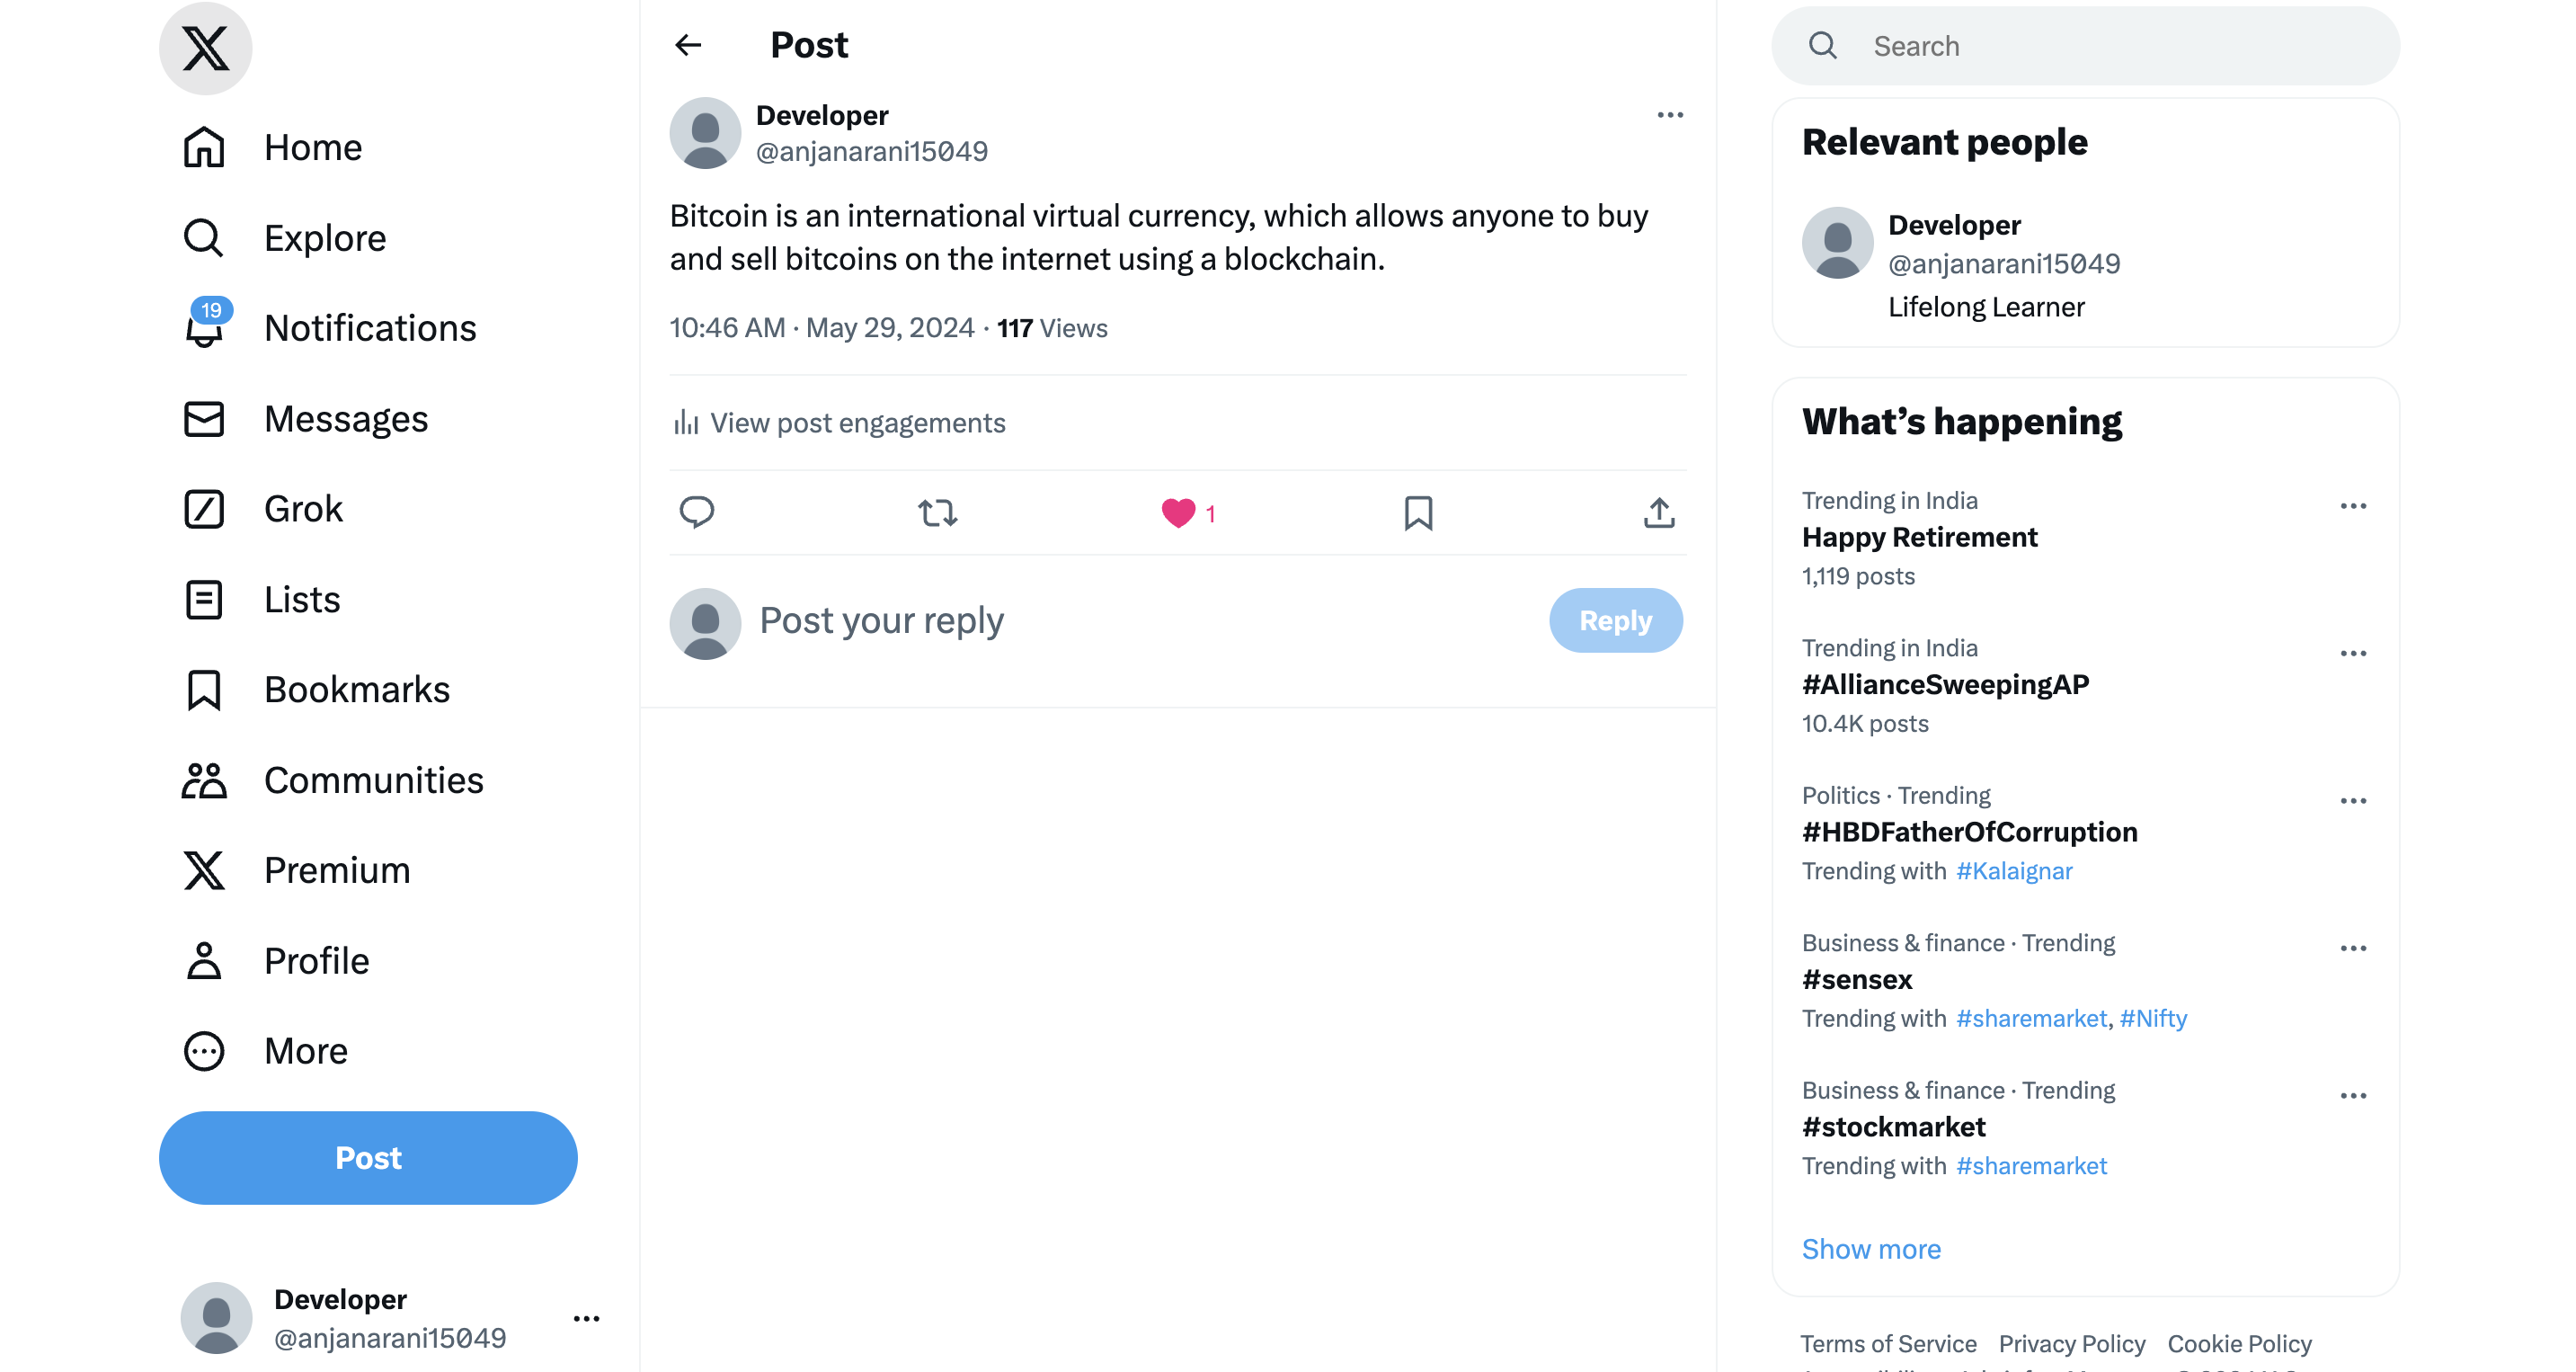 Home
Explore
19
Notifications
Messages
Grok
Lists
Bookmarks
Communities
Premium
Profile
More
Post
Developer
@anjanarani15049
Post
Developer
@anjanarani15049
Bitcoin is an international virtual currency, which allows anyone to buy
and sell bitcoins on the internet using a blockchain.
10:46 AM · May 29, 2024 · 117 Views
View post engagements
1
Post your reply
Reply
Search
Relevant people
Developer
@anjanarani15049
Lifelong Learner
What’s happening
Trending in India
Happy Retirement
1,119 posts
Trending in India
#AllianceSweepingAP
10.4K posts
Politics · Trending
#HBDFatherOfCorruption
Trending with #Kalaignar
Business & finance · Trending
#sensex
Trending with #sharemarket, #Nifty
Business & finance · Trending
#stockmarket
Trending with #sharemarket
Show more
Terms of Service Privacy Policy Cookie Policy